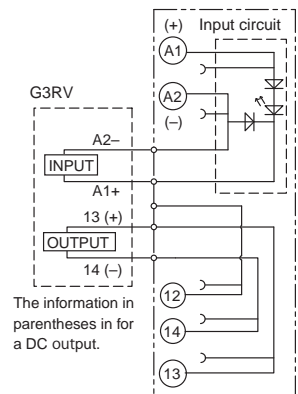 (+)
Input circuit
A1
G3RV
A2
(–)
A2–
INPUT
A1+
13 (+)
OUTPUT
14 (–)
The information in
parentheses in for
a DC output.
12
14
13